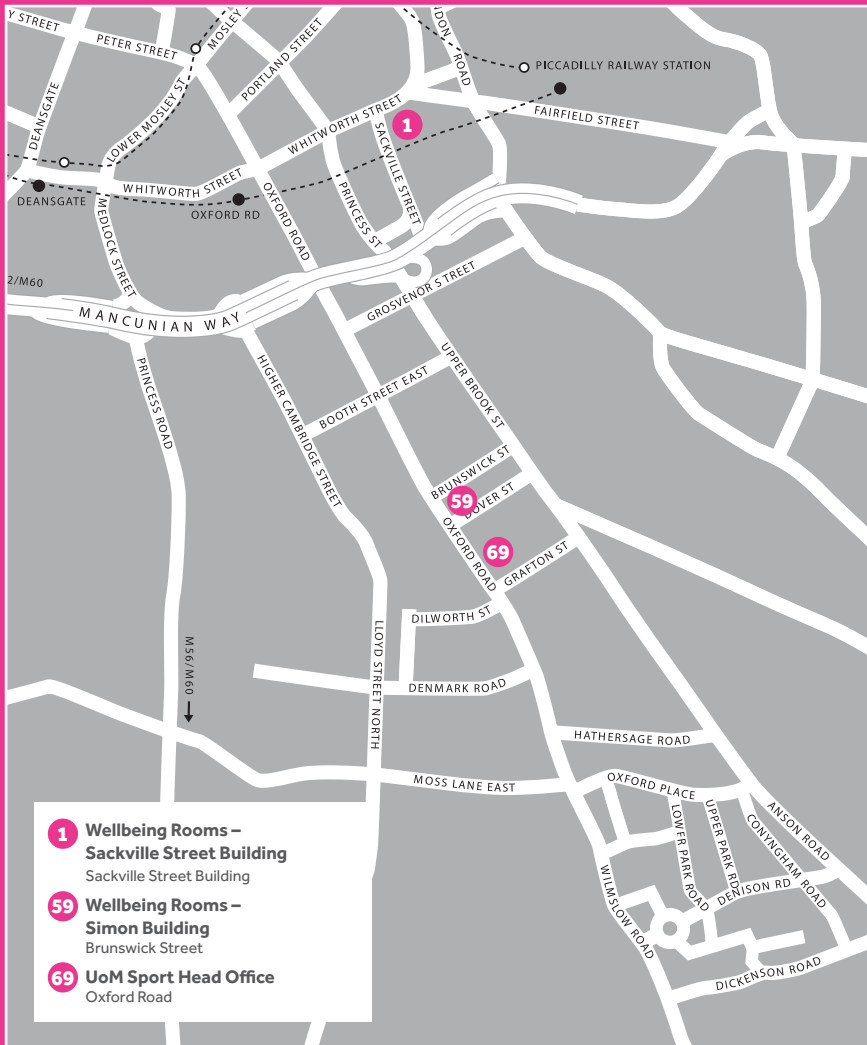 Y STREET
PETER STREET
MOSLEY ST
PORTLAND STREET
NDON ROAD
PICCADILLY RAILWAY STATION
DEANSGATE
LOWER MOSLEY ST
WHITWORTH STREET
1
FAIRFIELD STREET
SACKVILLE STREET
WHITWORTH STREET
DEANSGATE
OXFORD RD
OXFORD ROAD
PRINCESS ST
MEDLOCK STREET
2/M60
GROSVENOR STREET
MANCUNIAN WAY
PRINCESS ROAD
HIGHER CAMBRIDGE STREET
BOOTH STREET EAST
UPPER BROOK ST
BRUNSWICK ST
59
DOVER ST
OXFORD ROAD
69
GRAFTON ST
DILWORTH ST
LLOYD STREET NORTH
M56/M60
DENMARK ROAD
HATHERSAGE ROAD
MOSS LANE EAST
OXFORD PLACE
LOWER PARK ROAD
UPPER PARK RD
CONYNGHAM ROAD
ANSON ROAD
DENISON RD
WILMSLOW ROAD
DICKENSON ROAD
1 Wellbeing Rooms –
Sackville Street Building
Sackville Street Building
59 Wellbeing Rooms –
Simon Building
Brunswick Street
69 UoM Sport Head Office
Oxford Road